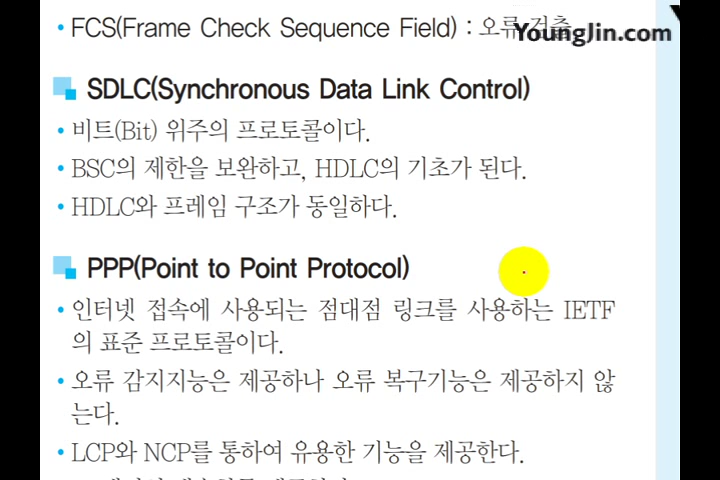 • FCS(Frame Check Sequence Field) : 오류 검출
YoungJin.com
SDLC(Synchronous Data Link Control)
• 비트(Bit) 위주의 프로토콜이다.
• BSC의 제한을 보완하고, HDLC의 기초가 된다.
• HDLC와 프레임 구조가 동일하다.
PPP(Point to Point Protocol)
• 인터넷 접속에 사용되는 점대점 링크를 사용하는 IETF
의 표준 프로토콜이다.
• 오류 감지지능은 제공하나 오류 복구기능은 제공하지 않
는다.
• LCP와 NCP를 통하여 유용한 기능을 제공한다.